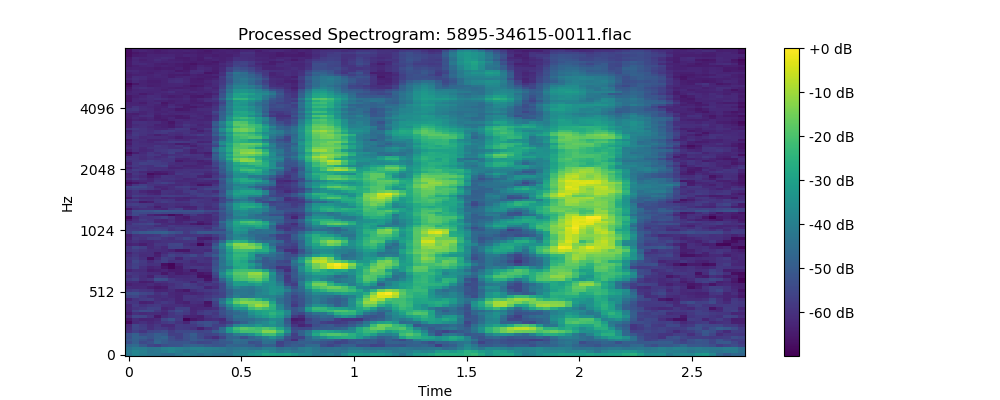 Processed Spectrogram: 5895-34615-0011.flac
+0 dB
4096
-10 dB
-20 dB
2048
-30 dB
Hz
1024
-40 dB
-50 dB
512
-60 dB
0
0 0.5 1 1.5 2 2.5
Time